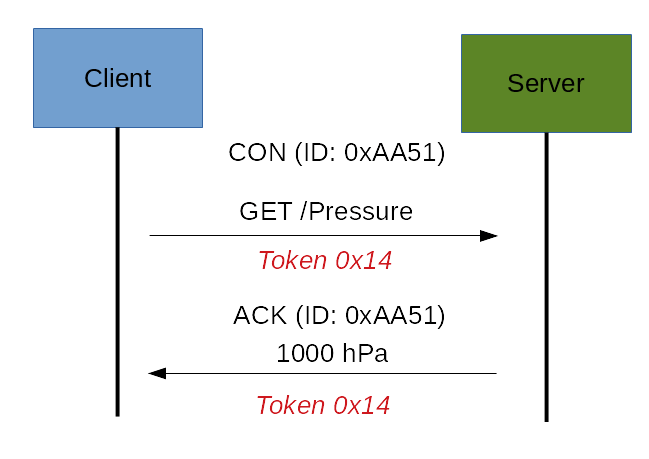 Client
Server
CON (ID: 0xAA51)
GET /Pressure
Token 0x14
ACK (ID: 0xAA51)
1000 hPa
Token 0x14